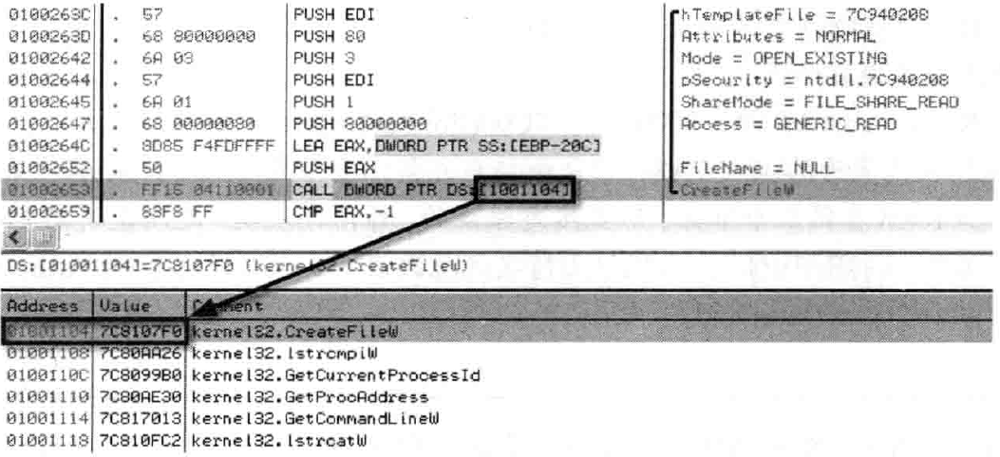 0100263C . 57 PUSH EDI hTemplateFile = 7C940208
0100263D . 68 80000000 PUSH 80 Attributes = NORMAL
01002642 . 6A 03 PUSH 3 Mode = OPEN_EXISTING
01002644 . 57 PUSH EDI pSecurity = ntdll.7C940208
01002645 . 6A 01 PUSH 1 ShareMode = FILE_SHARE_READ
01002647 . 68 00000080 PUSH 80000000 Access = GENERIC_READ
0100264C . 8D85 F4FDFFFF LEA EAX,DWORD PTR SS:[EBP-20C]
01002652 . 50 PUSH EAX FileName = NULL
01002653 . FF15 04110001 CALL DWORD PTR DS:[1001104] CreateFileW
01002659 . 83F8 FF CMP EAX,-1
DS:[01001104]=7C8107F0 (kernel32.CreateFileW)
Address Value Comment
01001104 7C8107F0 kernel32.CreateFileW
01001108 7C80AA26 kernel32.lstrcmpiW
0100110C 7C8099B0 kernel32.GetCurrentProcessId
01001110 7C80AE30 kernel32.GetProcAddress
01001114 7C817013 kernel32.GetCommandLineW
01001118 7C810FC2 kernel32.lstrcatW